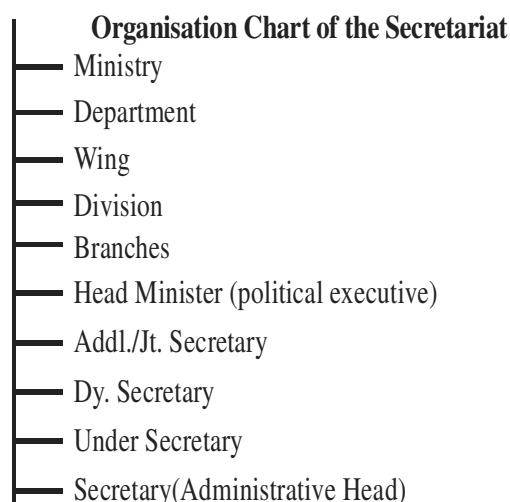 Organisation Chart of the Secretariat
Ministry
Department
Wing
Division
Branches
Head Minister (political executive)
Addl./Jt. Secretary
Dy. Secretary
Under Secretary
Secretary(Administrative Head)